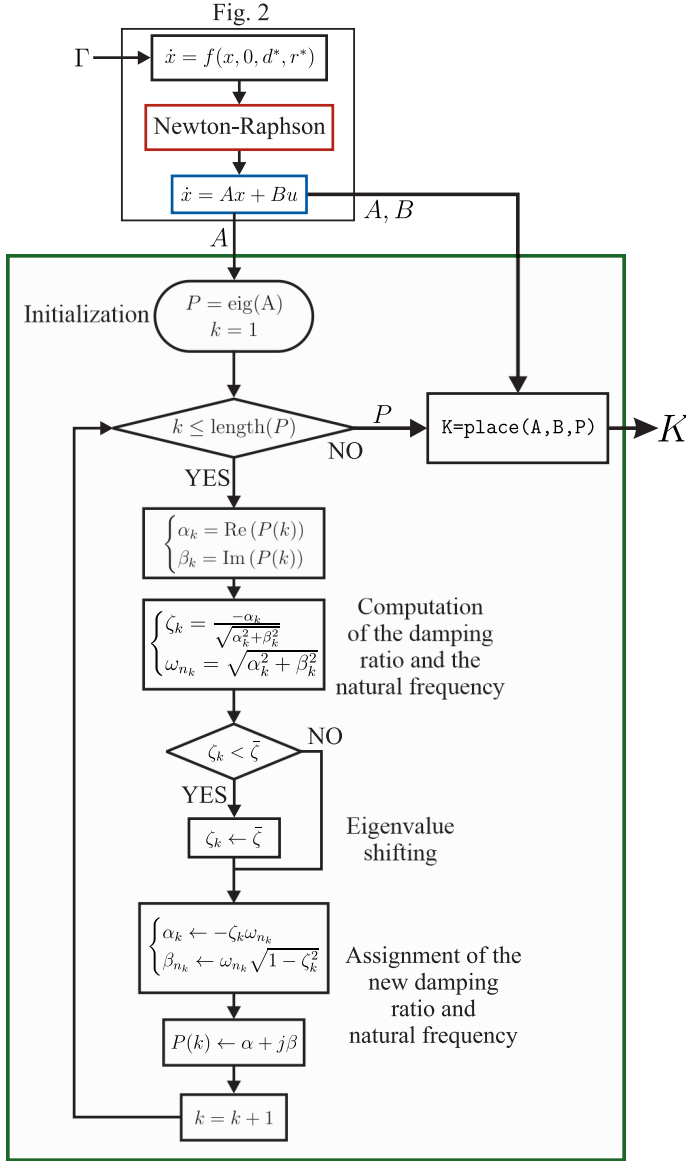 Fig. 2
Γ
ẋ = f(x, 0, d*, r*)
Newton-Raphson
ẋ = Ax + Bu
A, B
A
Initialization
P = eig(A)
k = 1
k ≤ length(P)
P
NO
K=place(A,B,P)
K
YES
α_k = Re (P(k))
β_k = Im (P(k))
ζ_k = -α_k / √(α_k² + β_k²)
ω_{n_k} = √(α_k² + β_k²)
Computation
of the damping
ratio and the
natural frequency
ζ_k < ζ̄
NO
YES
ζ_k ← ζ̄
Eigenvalue
shifting
α_k ← −ζ_k ω_{n_k}
β_{n_k} ← ω_{n_k} √(1 − ζ_k²)
Assignment of the
new damping
ratio and
natural frequency
P(k) ← α + jβ
k = k + 1